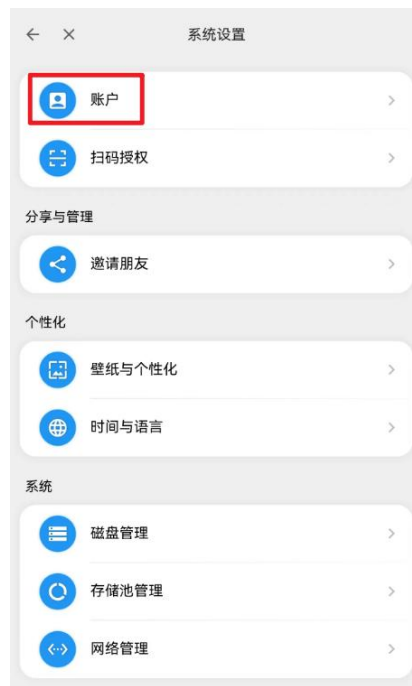 系统设置
账户
扫码授权
分享与管理
邀请朋友
个性化
壁纸与个性化
时间与语言
系统
磁盘管理
存储池管理
网络管理